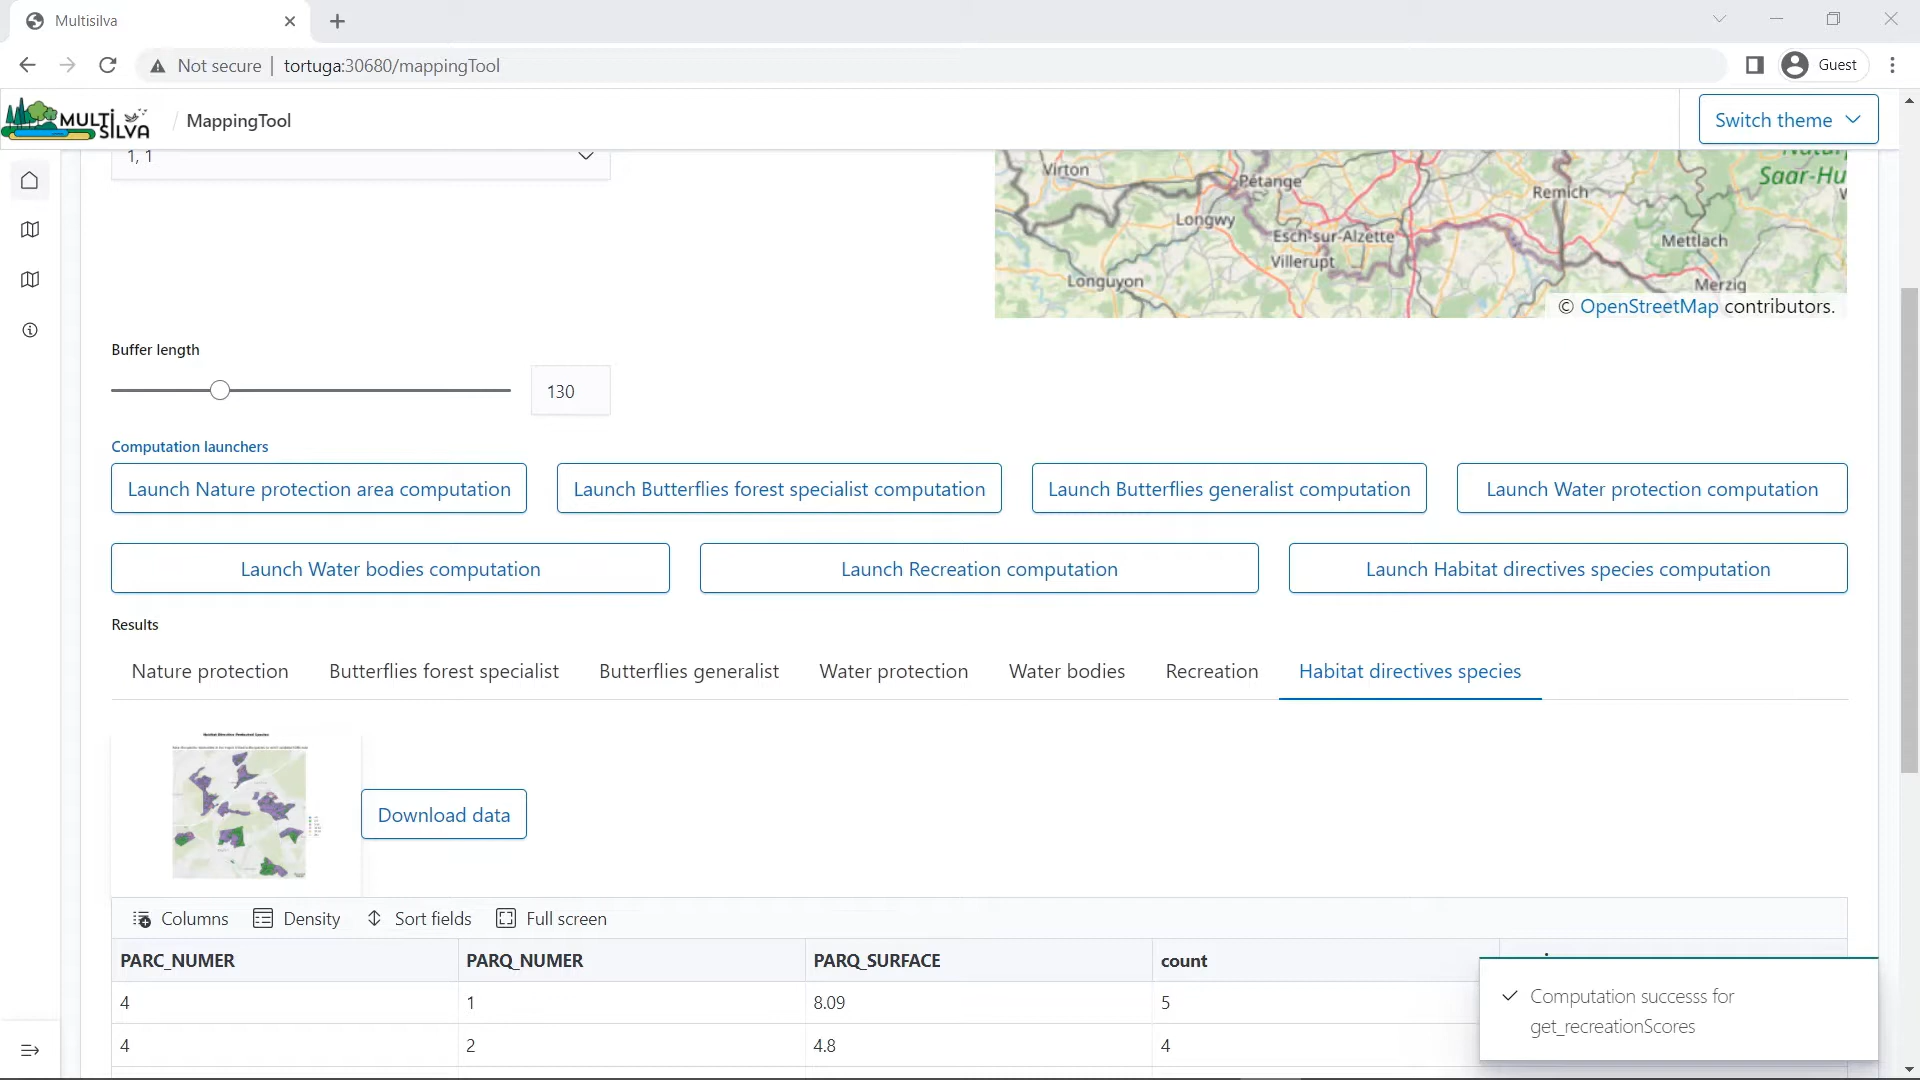 Multisilva
Not secure | tortuga:30680/mappingTool
Guest
MULTI
SILVA
/ MappingTool
Switch theme
1, 1
Virton
Pétange
Remich
Saar-Hu
Longwy
Esch-sur-Alzette
Villerupt
Mettlach
Longuyon
Merzig
© OpenStreetMap contributors.
Buffer length
130
Computation launchers
Launch Nature protection area computation
Launch Butterflies forest specialist computation
Launch Butterflies generalist computation
Launch Water protection computation
Launch Water bodies computation
Launch Recreation computation
Launch Habitat directives species computation
Results
Nature protection
Butterflies forest specialist
Butterflies generalist
Water protection
Water bodies
Recreation
Habitat directives species
Habitat Directive Protected Species
Download data
Columns
Density
Sort fields
Full screen
PARC_NUMER PARQ_NUMER PARQ_SURFACE count
4 1 8.09 5
4 2 4.8 4
Computation successs for
get_recreationScores